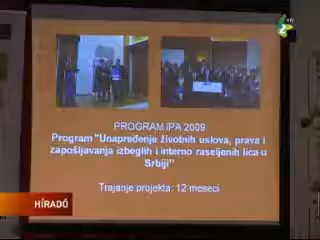 PROGRAM IPA 2009
Program "Unapređenje životnih uslova, prava i
zapošljavanja izbeglih i interno raseljenih lica u
Srbiji"
Trajanje projekta: 12 meseci
HÍRADÓ